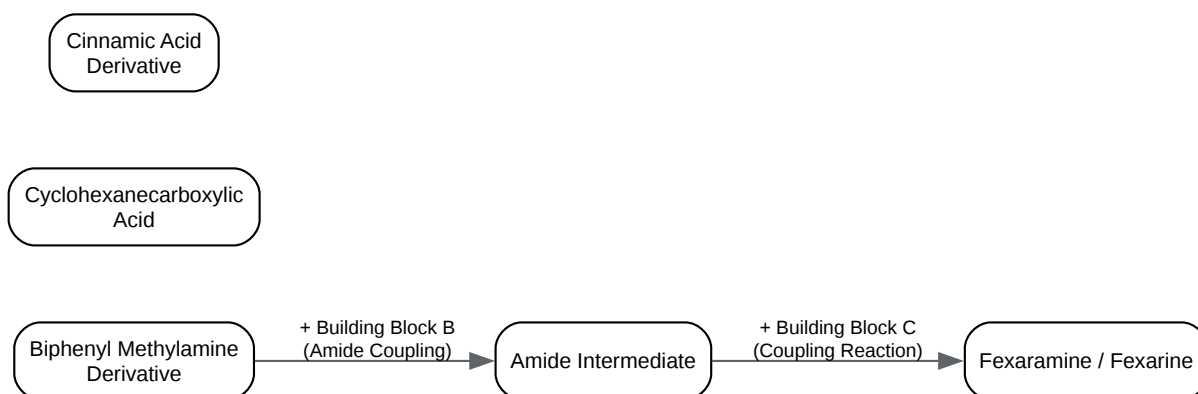 Cinnamic Acid
Derivative
Cyclohexanecarboxylic
Acid
Biphenyl Methylamine
Derivative
+ Building Block B
(Amide Coupling)
Amide Intermediate
+ Building Block C
(Coupling Reaction)
Fexaramine / Fexarine